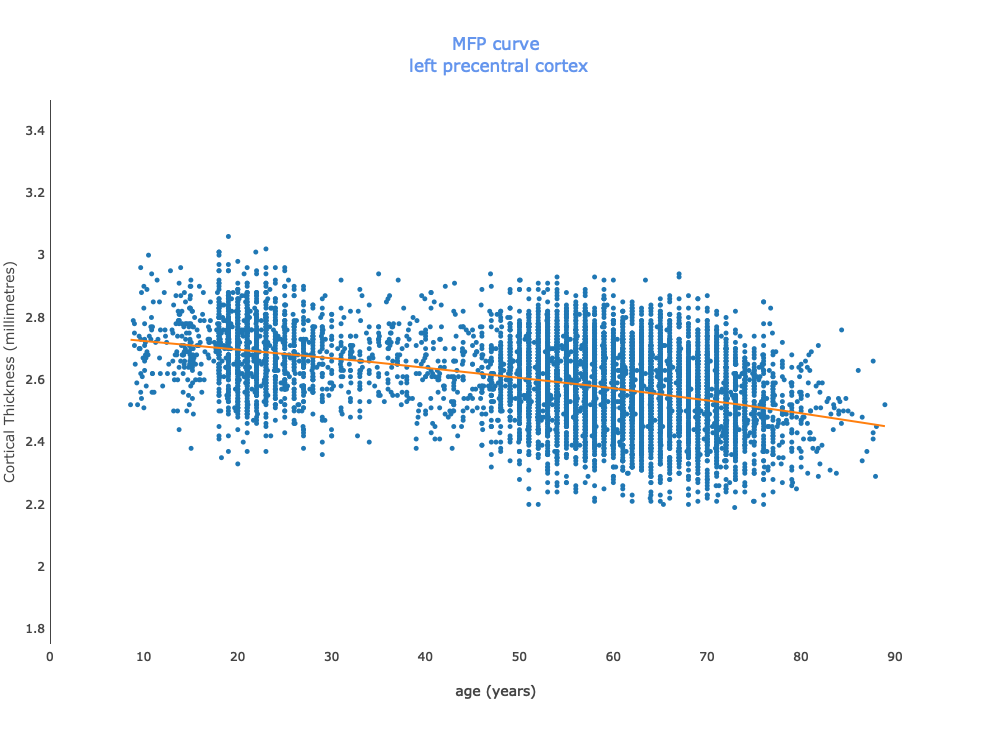 MFP curve
left precentral cortex
Cortical Thickness (millimetres)
3.4
3.2
3
2.8
2.6
2.4
2.2
2
1.8
0 10 20 30 40 50 60 70 80 90
age (years)